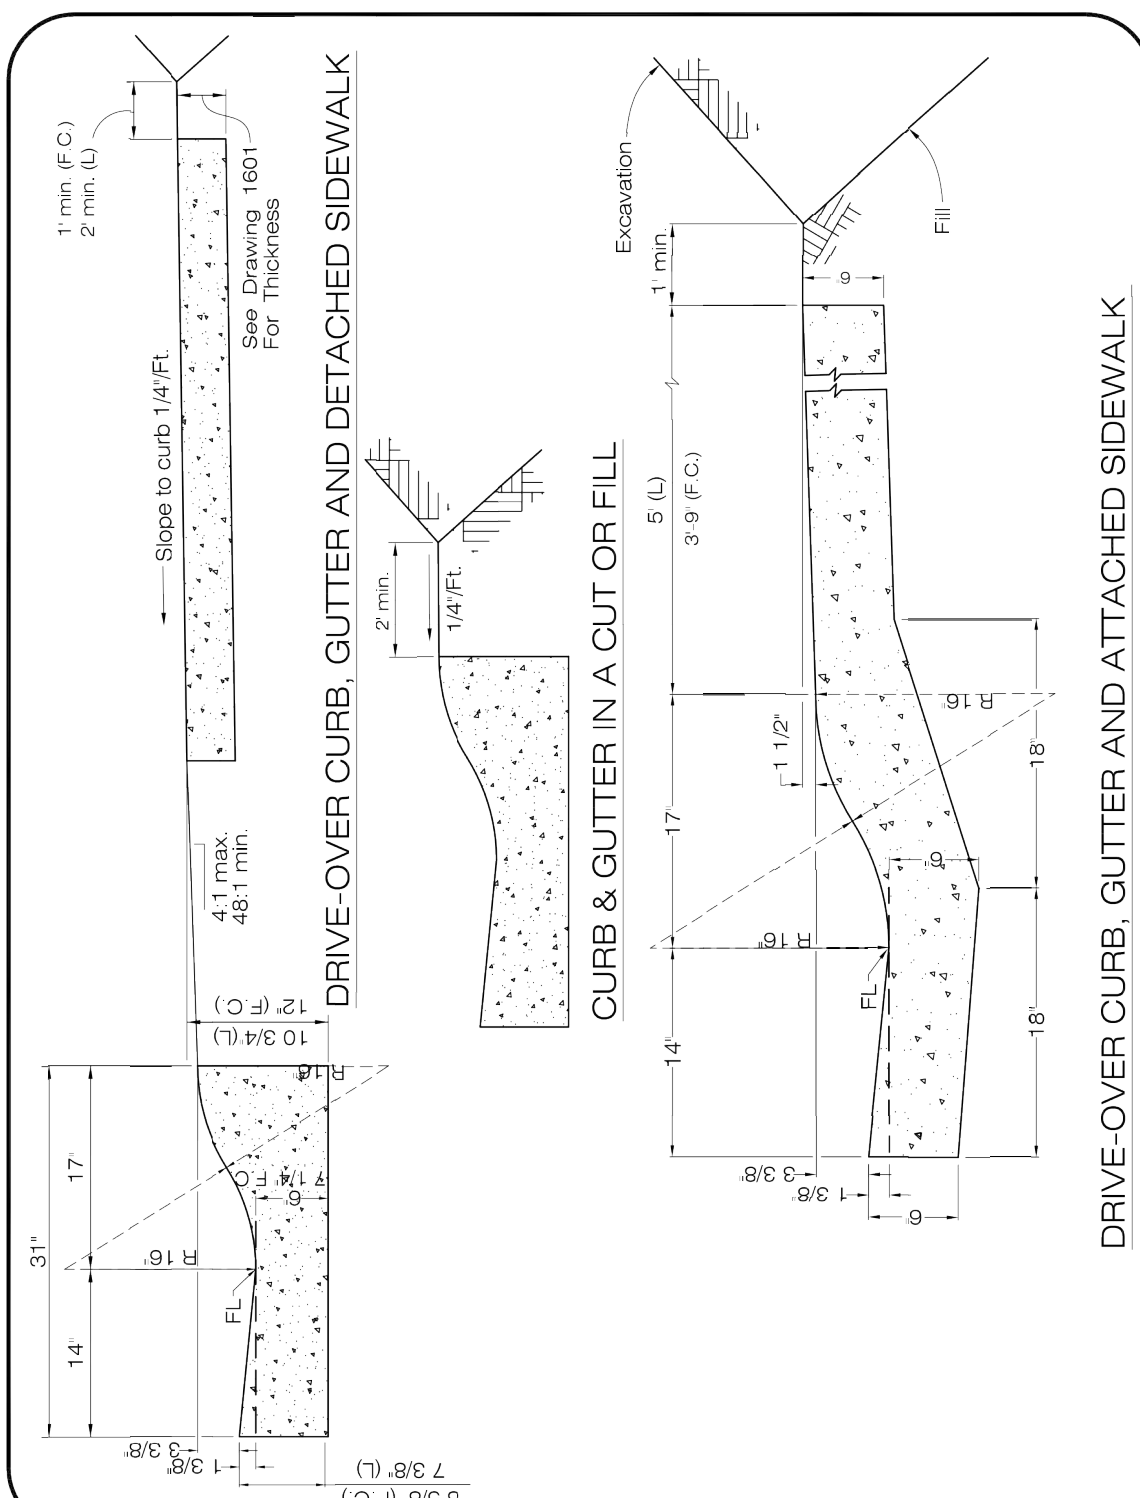 1' min. (F.C.)
2' min. (L)
See Drawing 1601
For Thickness
Slope to curb 1/4"/Ft.
4:1 max.
48:1 min.
12" (F.C.)
10 3/4" (L)
R 16"
7 1/4" F.C.
6"
31"
17"
14"
R 16"
FL
3 3/8"
1 3/8"
8 5/8" (F.C.)
7 3/8" (L)
DRIVE-OVER CURB, GUTTER AND DETACHED SIDEWALK
2' min.
1/4"/Ft.
CURB & GUTTER IN A CUT OR FILL
Excavation
Fill
1' min.
6"
5' (L)
3'-9" (F.C.)
R 16"
1 1/2"
17"
18"
6"
R 16"
FL
14"
18"
3 3/8"
1 3/8"
6"
DRIVE-OVER CURB, GUTTER AND ATTACHED SIDEWALK